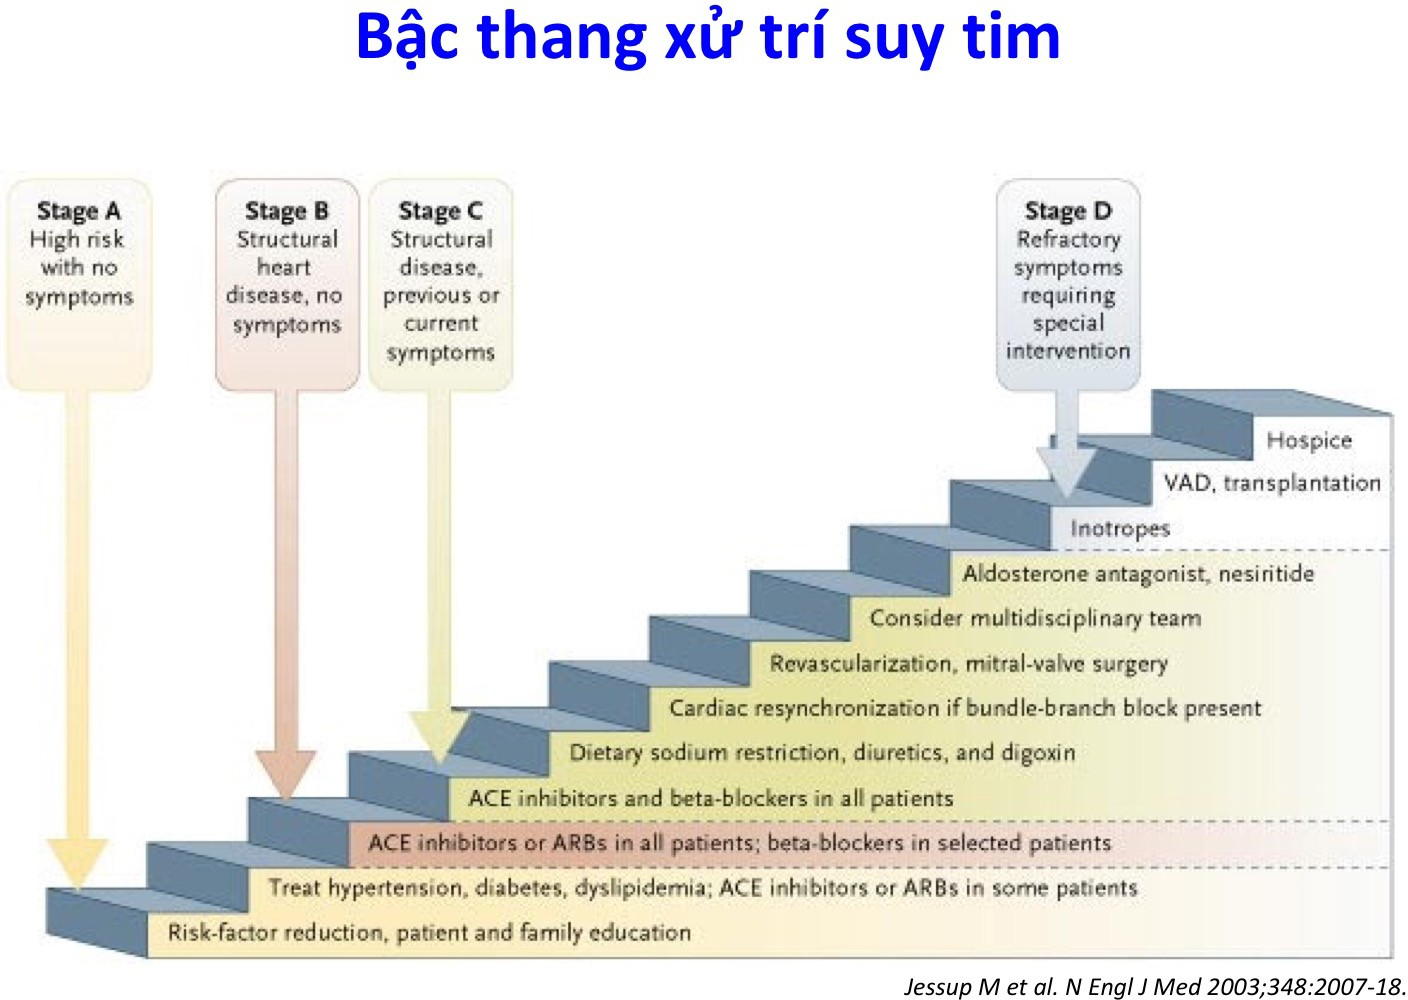 Bậc thang xử trí suy tim
Stage A
High risk
with no
symptoms
Stage B
Structural
heart
disease, no
symptoms
Stage C
Structural
disease,
previous or
current
symptoms
Stage D
Refractory
symptoms
requiring
special
intervention
Hospice
VAD, transplantation
Inotropes
Aldosterone antagonist, nesiritide
Consider multidisciplinary team
Revascularization, mitral-valve surgery
Cardiac resynchronization if bundle-branch block present
Dietary sodium restriction, diuretics, and digoxin
ACE inhibitors and beta-blockers in all patients
ACE inhibitors or ARBs in all patients; beta-blockers in selected patients
Treat hypertension, diabetes, dyslipidemia; ACE inhibitors or ARBs in some patients
Risk-factor reduction, patient and family education
Jessup M et al. N Engl J Med 2003;348:2007-18.